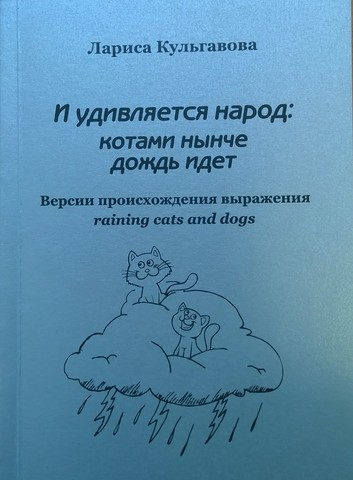 Лариса Кульгавова
И удивляется народ:
котами нынче
дождь идет
Версии происхождения выражения
raining cats and dogs